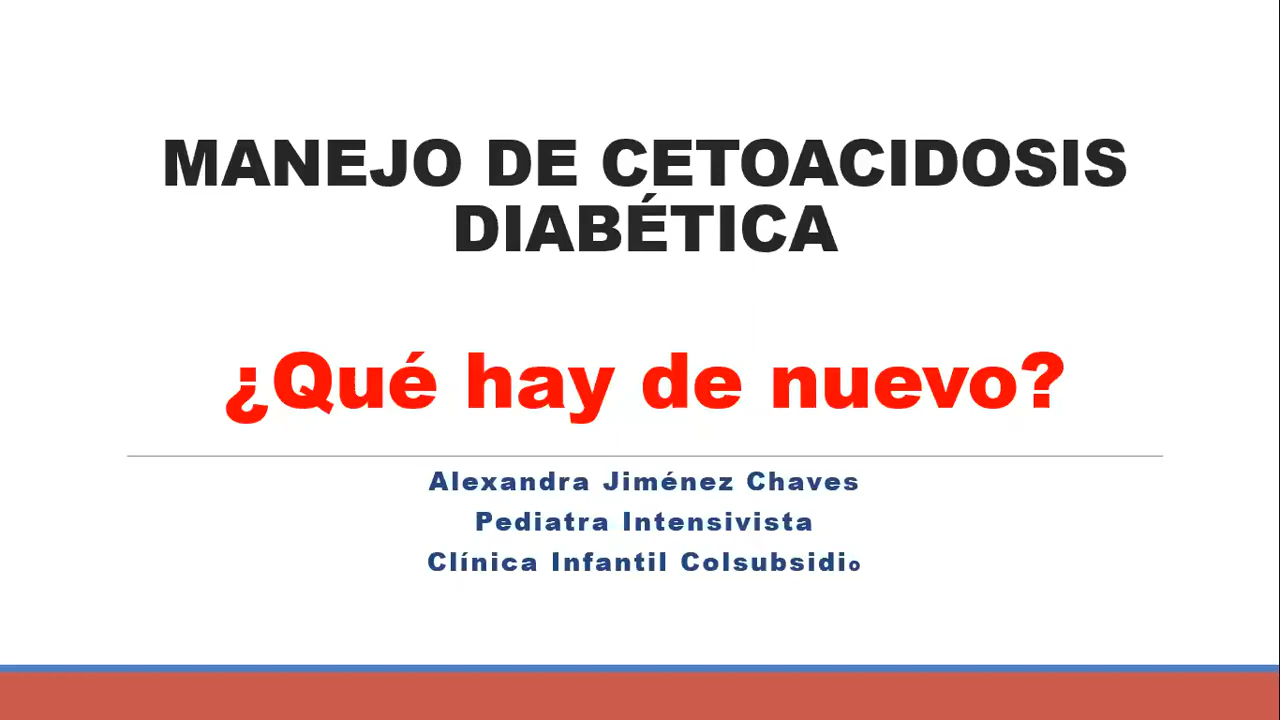 MANEJO DE CETOACIDOSIS
DIABÉTICA
¿Qué hay de nuevo?
Alexandra Jiménez Chaves
Pediatra Intensivista
Clínica Infantil Colsubsidio